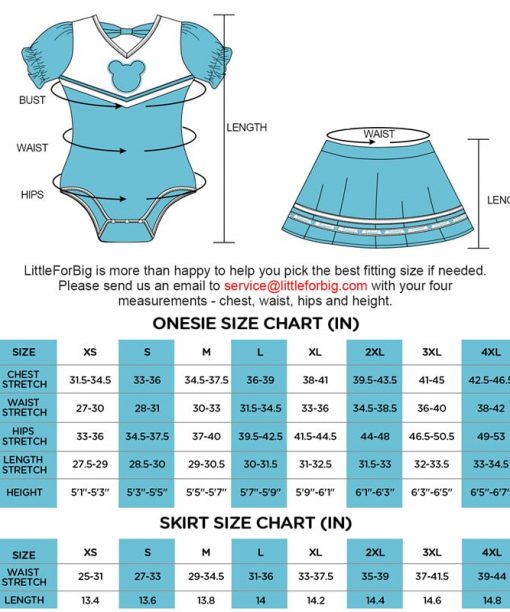 BUST
WAIST
HIPS
LENGTH
WAIST
LENG
LittleForBig is more than happy to help you pick the best fitting size if needed.
Please send us an email to service@littleforbig.com with your four
measurements - chest, waist, hips and height.
ONESIE SIZE CHART (IN)
SIZE XS S M L XL 2XL 3XL 4XL
CHEST STRETCH 31.5-34.5 33-36 34.5-37.5 36-39 38-41 39.5-43.5 41-45 42.5-46.5
WAIST STRETCH 27-30 28-31 30-33 31.5-34.5 33-36 34.5-38.5 36-40 38-42
HIPS STRETCH 33-36 34.5-37.5 37-40 39.5-42.5 41.5-44.5 44-48 46.5-50.5 49-53
LENGTH STRETCH 27.5-29 28.5-30 29-30.5 30-31.5 31-32.5 31.5-33 32-33.5 33-34.5
HEIGHT 5'1"-5'3" 5'3"-5'5" 5'5"-5'7" 5'7"-5'9" 5'9"-6'1" 6'1"-6'3" 6'3"-6'5" 6'5"-6'7"
SKIRT SIZE CHART (IN)
SIZE XS S M L XL 2XL 3XL 4XL
WAIST STRETCH 25-31 27-33 29-34.5 31-36 33-37.5 35-39 37-41.5 39-44
LENGTH 13.4 13.6 13.8 14 14.2 14.4 14.6 14.8